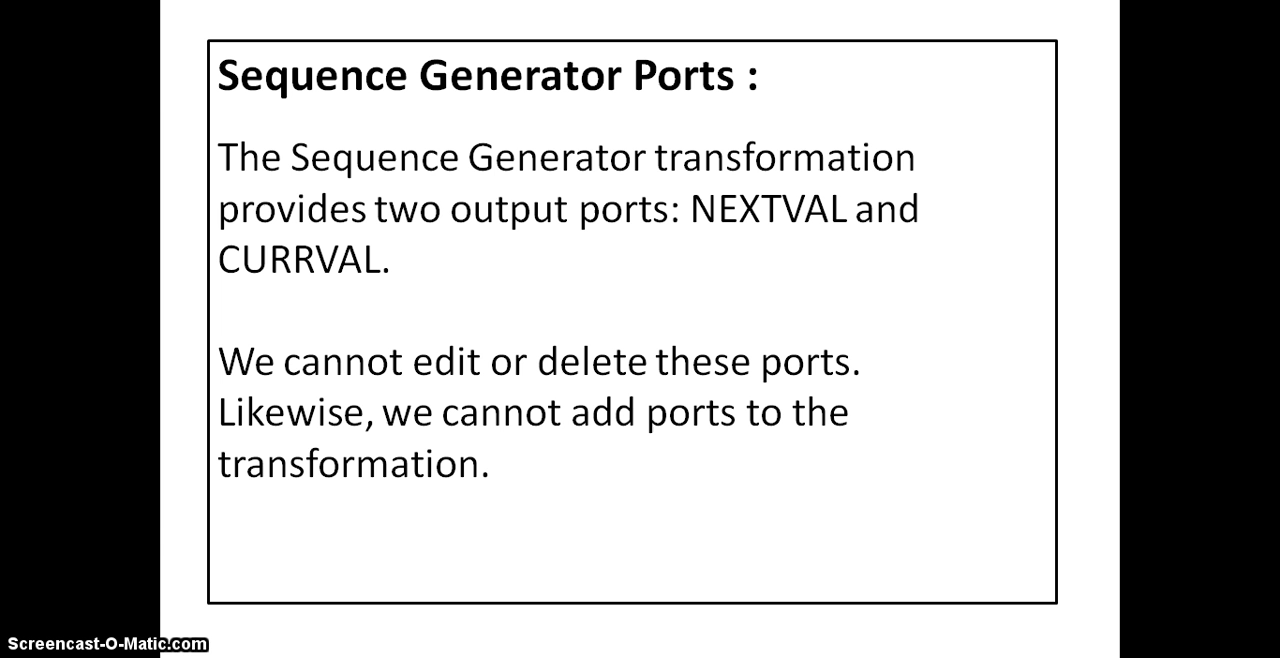 Sequence Generator Ports :
The Sequence Generator transformation
provides two output ports: NEXTVAL and
CURRVAL.
We cannot edit or delete these ports.
Likewise, we cannot add ports to the
transformation.
Screencast-O-Matic.com